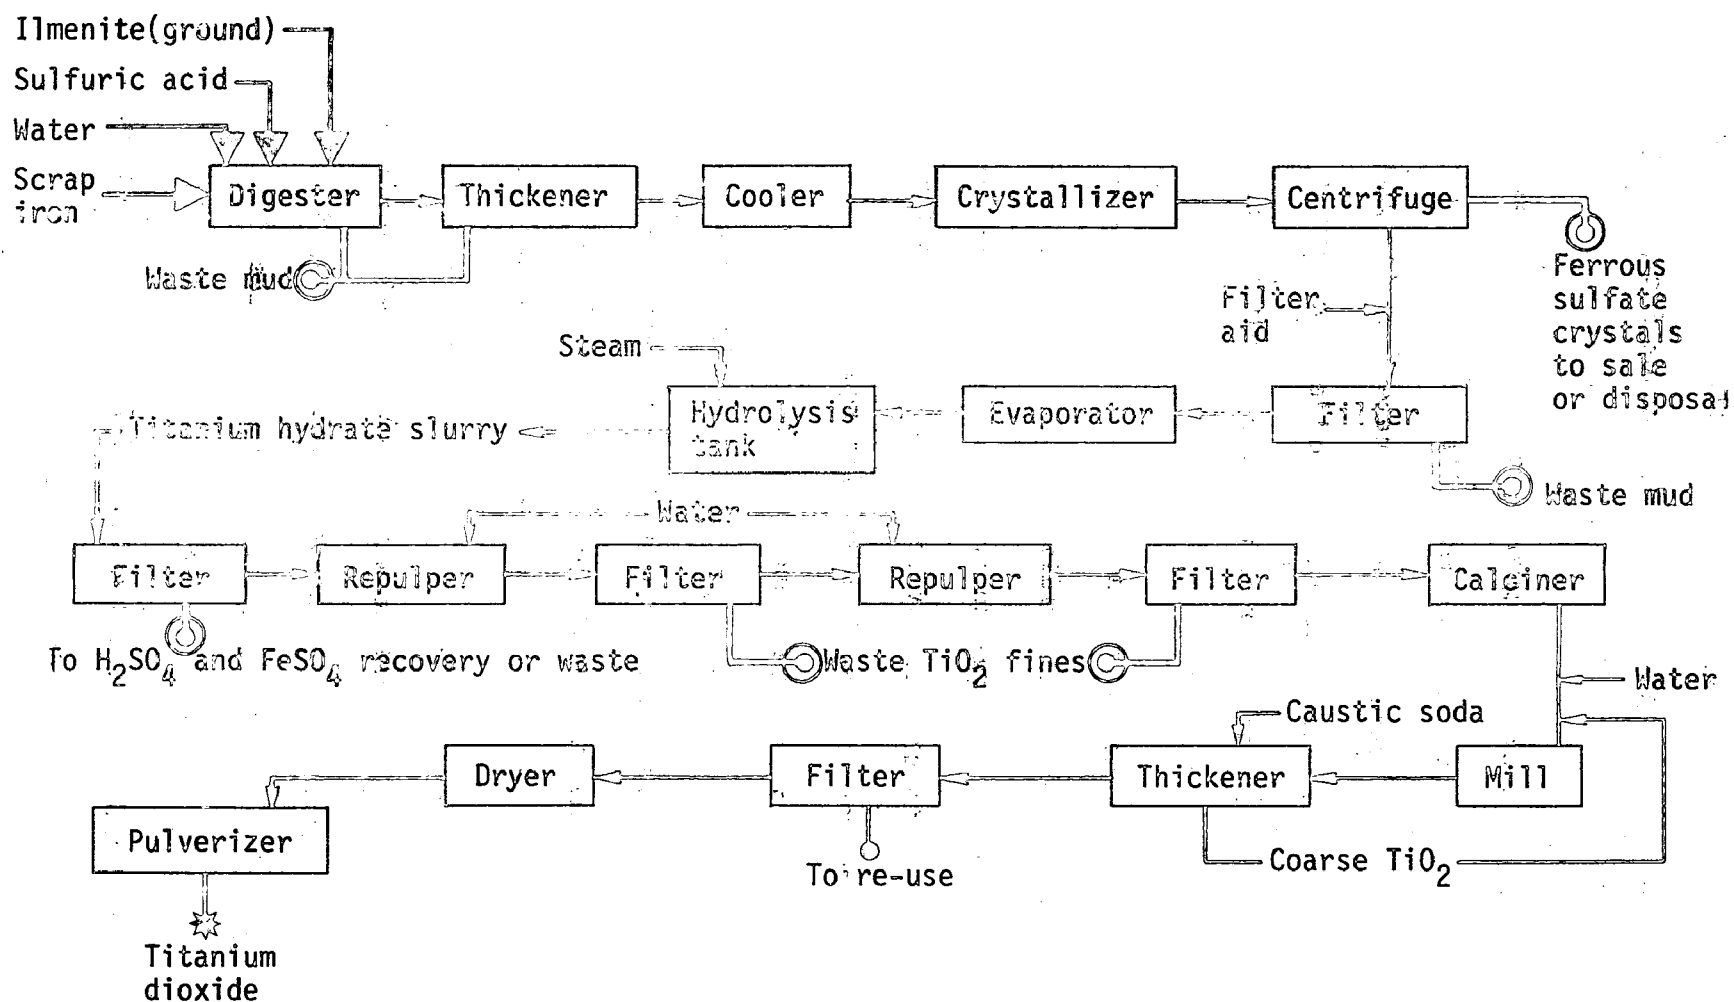 Ilmenite(ground)
Sulfuric acid
Water
Scrap
iron
Digester
Thickener
Cooler
Crystallizer
Centrifuge
Waste mud
Ferrous
sulfate
crystals
to sale
or disposal
Filter
aid
Steam
Titanium hydrate slurry
Hydrolysis
tank
Evaporator
Filter
Waste mud
Water
Filter
Repulper
Filter
Repulper
Filter
Calciner
To H₂SO₄ and FeSO₄ recovery or waste
Waste TiO₂ fines
Water
Caustic soda
Dryer
Filter
Thickener
Mill
Pulverizer
To re-use
Coarse TiO₂
Titanium
dioxide